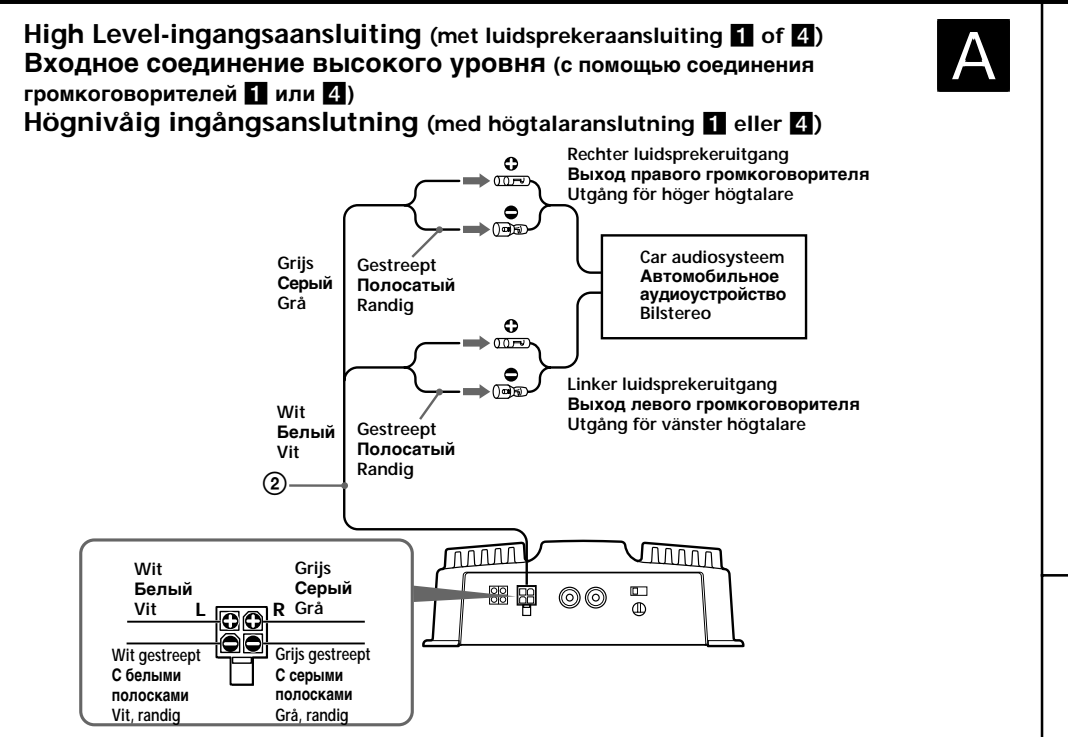 High Level-ingangsaansluiting (met luidsprekeraansluiting 1 of 4)
Входное соединение высокого уровня (с помощью соединения
громкоговорителей 1 или 4)
Högnivåig ingångsanslutning (med högtalaranslutning 1 eller 4)
A
Rechter luidsprekeruitgang
Выход правого громкоговорителя
Utgång för höger högtalare
Grijs
Серый
Grå
Gestreept
Полосатый
Randig
Car audiosysteem
Автомобильное
аудиоустройство
Bilstereo
Linker luidsprekeruitgang
Выход левого громкоговорителя
Utgång för vänster högtalare
Wit
Белый
Vit
Gestreept
Полосатый
Randig
2
Wit
Белый
Vit
L
R
Grijs
Серый
Grå
Wit gestreept
С белыми
полосками
Vit, randig
Grijs gestreept
С серыми
полосками
Grå, randig